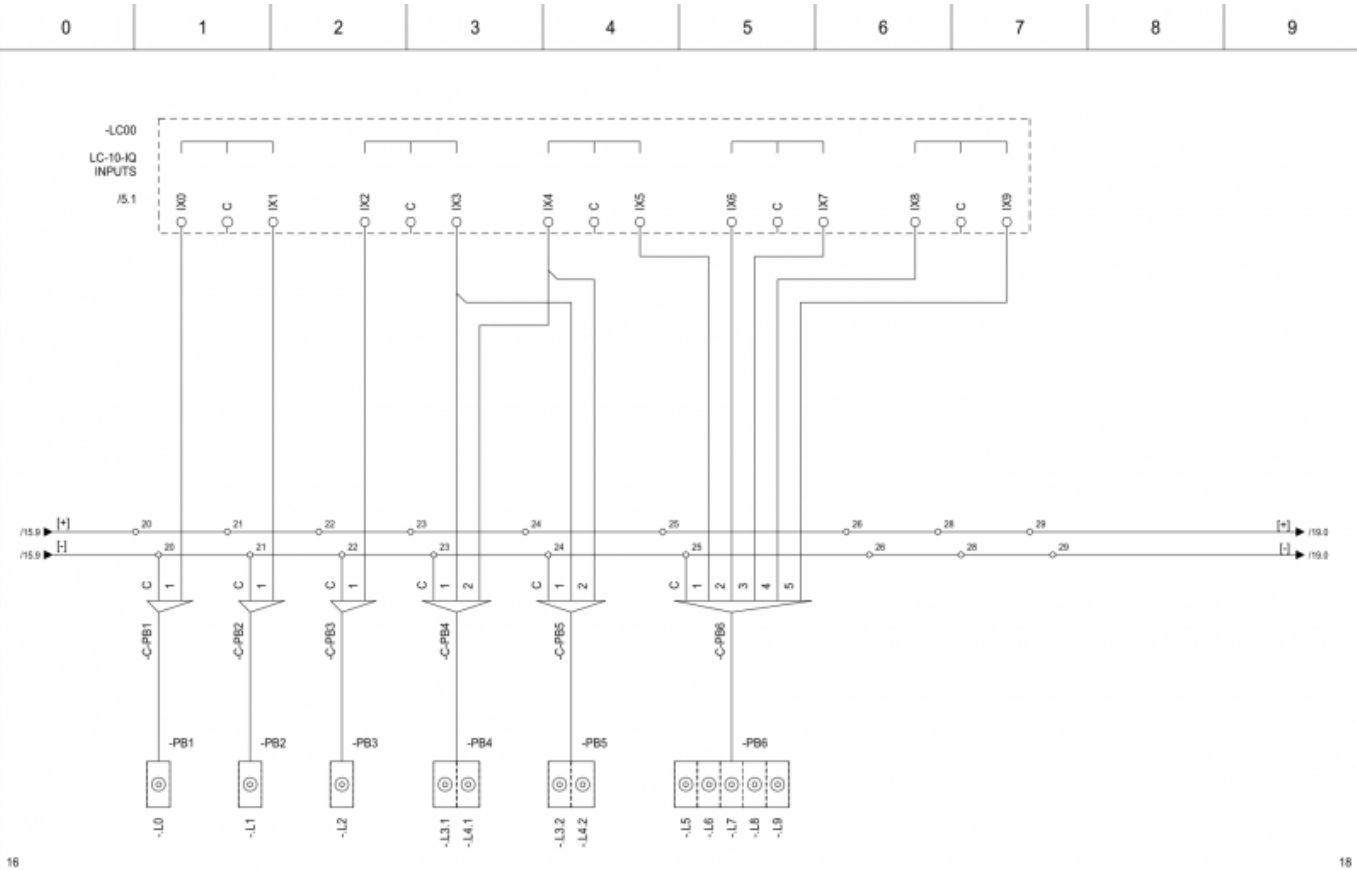 0 1 2 3 4 5 6 7 8 9
-LC00
LC-10-IQ
INPUTS
/5.1
IX0 C IX1 IX2 C IX3 IX4 C IX5 IX6 C IX7 IX8 C IX9
/15.9 [+] 20 21 22 23 24 25 26 28 29 [+] /19.0
/15.9 [-] 20 21 22 23 24 25 26 28 29 [-] /19.0
C 1 C 1 C 1 C 1 2 C 1 2 C 1 2 3 4 5
-C-PB1 -C-PB2 -C-PB3 -C-PB4 -C-PB5 -C-PB6
-PB1 -PB2 -PB3 -PB4 -PB5 -PB6
-.L0 -.L1 -.L2 -.L3.1 -.L4.1 -.L3.2 -.L4.2 -.L5 -.L6 -.L7 -.L8 -.L9
16 18